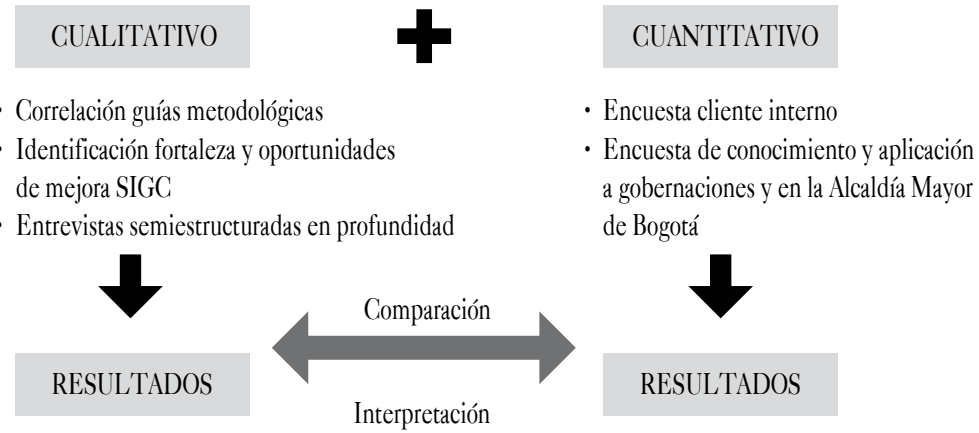 CUALITATIVO
CUANTITATIVO
• Correlación guías metodológicas
• Identificación fortaleza y oportunidades
de mejora SIGC
• Entrevistas semiestructuradas en profundidad
• Encuesta cliente interno
• Encuesta de conocimiento y aplicación
a gobernaciones y en la Alcaldía Mayor
de Bogotá
Comparación
RESULTADOS
RESULTADOS
Interpretación